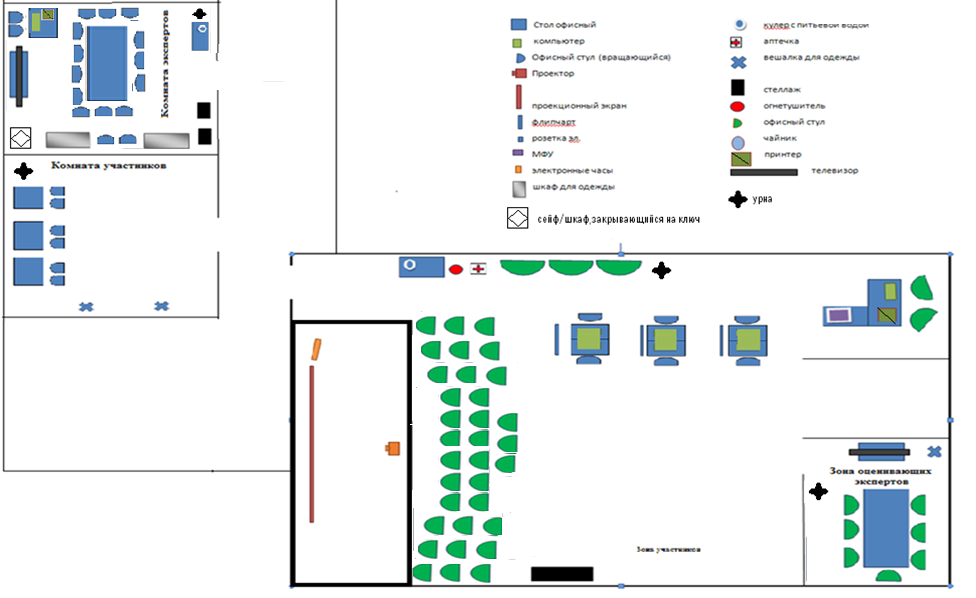 Комната экспертов
Комната участников
Стол офисный
компьютер
Офисный стул (вращающийся)
Проектор
проекционный экран
флипчарт
розетка эл.
МФУ
электронные часы
шкаф для одежды
сейф/шкаф,закрывающийся на ключ
кулер с питьевой водой
аптечка
вешалка для одежды
стеллаж
огнетушитель
офисный стул
чайник
принтер
телевизор
урна
Зона оценивающих
экспертов
Зона участников